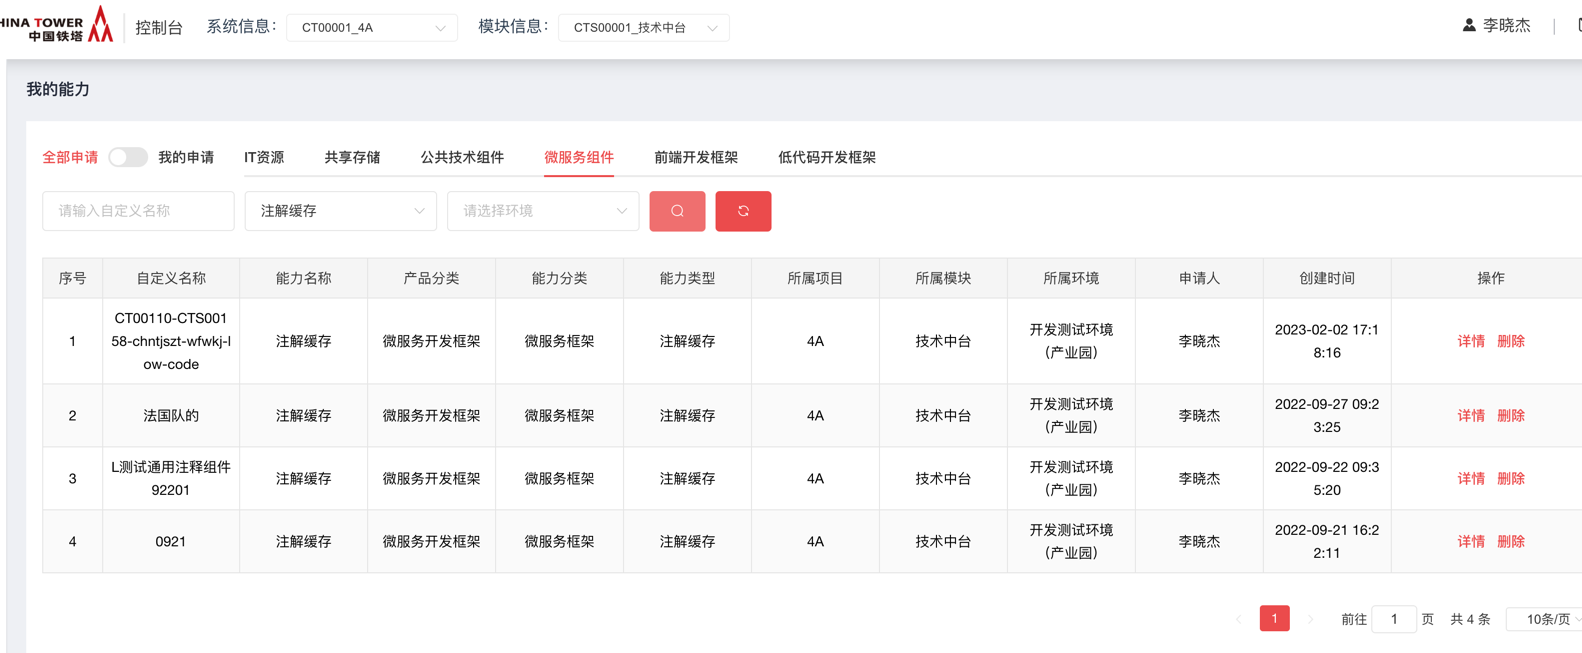 HINA TOWER
中国铁塔
控制台
系统信息：
CT00001_4A
模块信息：
CTS00001_技术中台
李晓杰
我的能力
全部申请
我的申请
IT资源
共享存储
公共技术组件
微服务组件
前端开发框架
低代码开发框架
请输入自定义名称
注解缓存
请选择环境
序号 自定义名称 能力名称 产品分类 能力分类 能力类型 所属项目 所属模块 所属环境 申请人 创建时间 操作
CT00110-CTS001
58-chntjszt-wfwkj-l
ow-code
1 注解缓存 微服务开发框架 微服务框架 注解缓存 4A 技术中台
开发测试环境
（产业园）
李晓杰
2023-02-02 17:1
8:16
详情 删除
2 法国队的 注解缓存 微服务开发框架 微服务框架 注解缓存 4A 技术中台
开发测试环境
（产业园）
李晓杰
2022-09-27 09:2
3:25
详情 删除
L测试通用注释组件
92201
3 注解缓存 微服务开发框架 微服务框架 注解缓存 4A 技术中台
开发测试环境
（产业园）
李晓杰
2022-09-22 09:3
5:20
详情 删除
4 0921 注解缓存 微服务开发框架 微服务框架 注解缓存 4A 技术中台
开发测试环境
（产业园）
李晓杰
2022-09-21 16:2
2:11
详情 删除
1
前往 1 页 共 4 条 10条/页